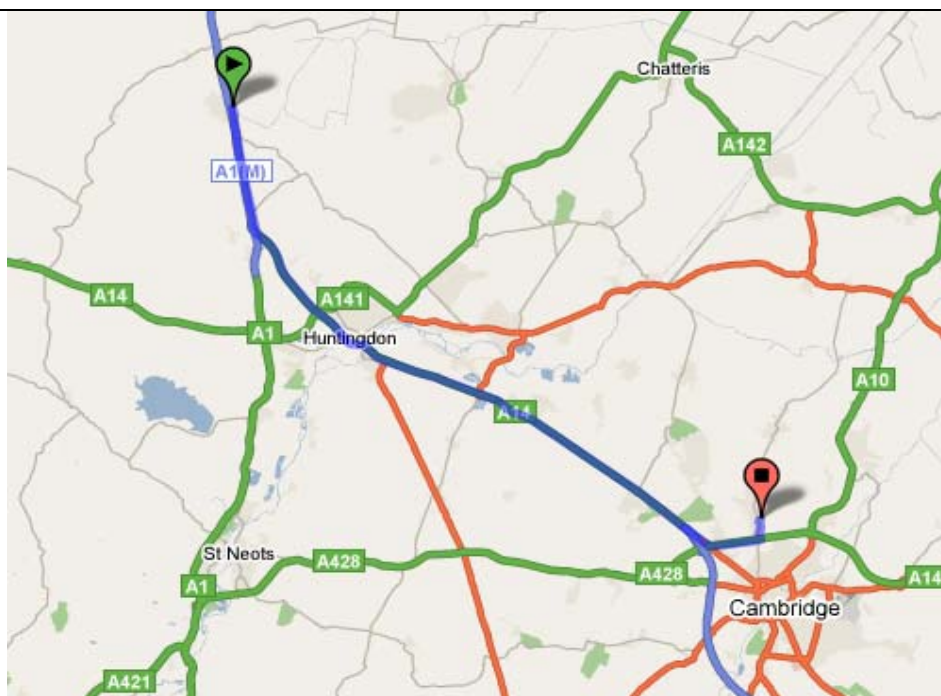 Chatteris
A142
A1(M)
A14
A141
A1
Huntingdon
A10
A14
St Neots
A428
A428
A14
A1
Cambridge
A421